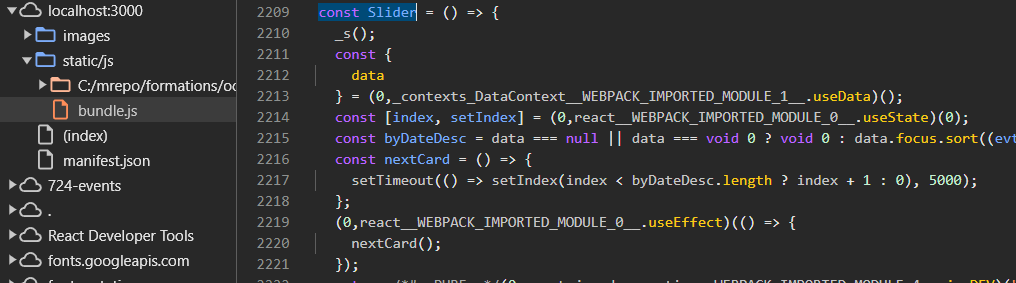 localhost:3000
images
static/js
C:/mrepo/formations/oc
bundle.js
(index)
manifest.json
724-events
.
React Developer Tools
fonts.googleapis.com
2209 const Slider = () => {
2210 _s();
2211 const {
2212 data
2213 } = (0,_contexts_DataContext__WEBPACK_IMPORTED_MODULE_1__.useData)();
2214 const [index, setIndex] = (0,react__WEBPACK_IMPORTED_MODULE_0__.useState)(0);
2215 const byDateDesc = data === null || data === void 0 ? void 0 : data.focus.sort((evt
2216 const nextCard = () => {
2217 setTimeout(() => setIndex(index < byDateDesc.length ? index + 1 : 0), 5000);
2218 };
2219 (0,react__WEBPACK_IMPORTED_MODULE_0__.useEffect)(() => {
2220 nextCard();
2221 });